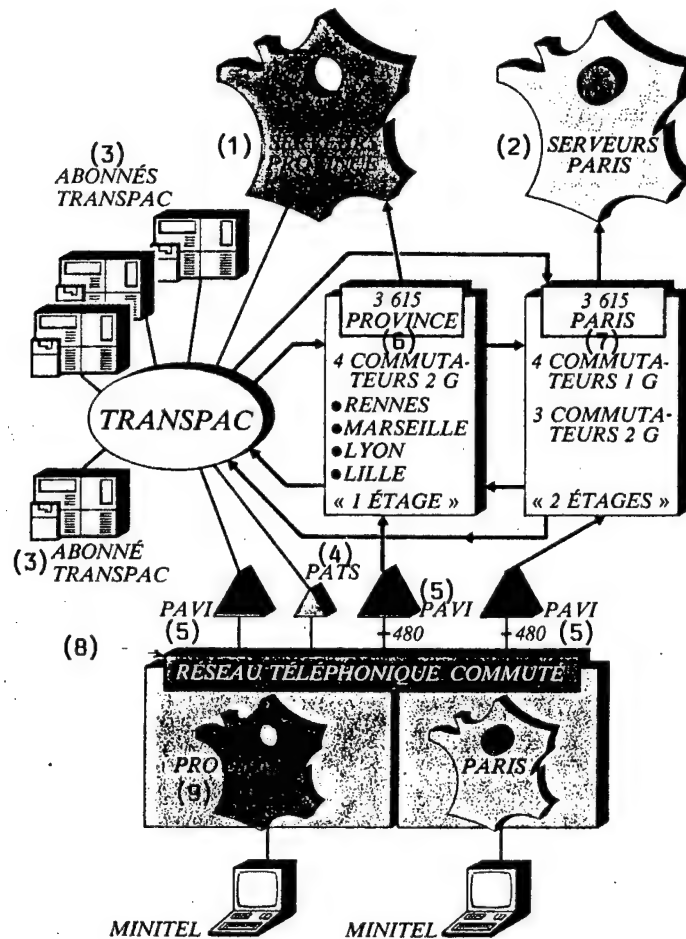 (1)
SERVEURS
PROVINCE
(2)
SERVEURS
PARIS
(3)
ABONNÉS
TRANSPAC
3 615
PROVINCE
(6)
4 COMMUTA-
TEURS 2 G
●RENNES
●MARSEILLE
●LYON
●LILLE
« 1 ÉTAGE »
3 615
PARIS
(7)
4 COMMUTA-
TEURS 1 G
3 COMMUTA-
TEURS 2 G
« 2 ÉTAGES »
TRANSPAC
(3) ABONNÉ
TRANSPAC
(4)
PATS
PAVI
(5)
(5)
PAVI
480
PAVI
(5)
480
(8)
RÉSEAU TÉLÉPHONIQUE COMMUTÉ
PRO
(9)
PARIS
MINITEL
MINITEL